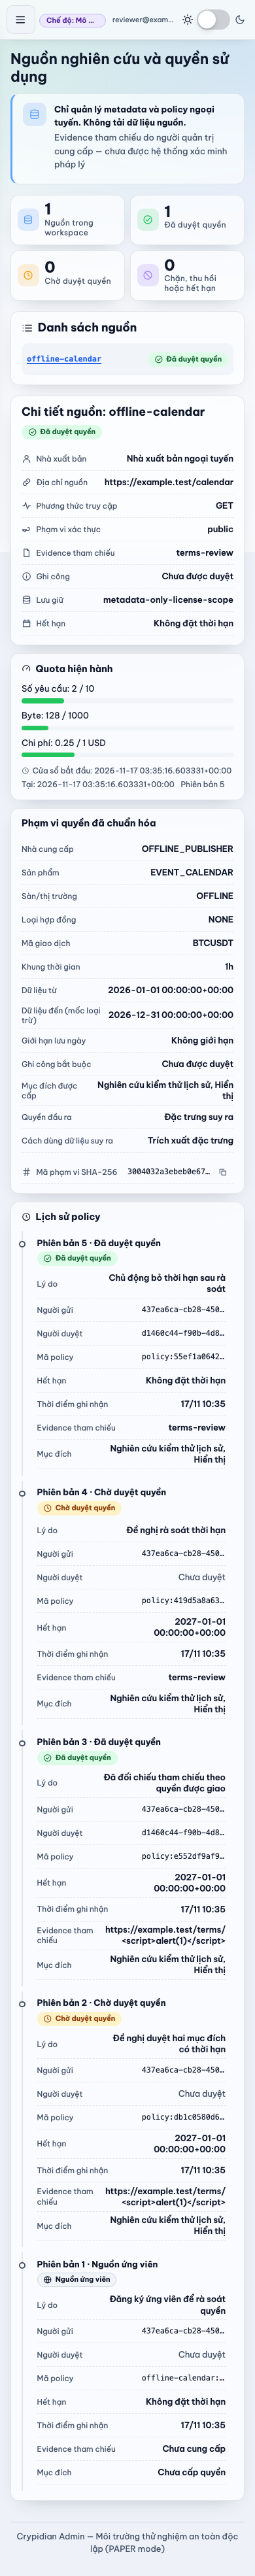 Chế độ: Mô ...
reviewer@exam...
Nguồn nghiên cứu và quyền sử
dụng
Chỉ quản lý metadata và policy ngoại
tuyến. Không tải dữ liệu nguồn.
Evidence tham chiếu do người quản trị
cung cấp — chưa được hệ thống xác minh
pháp lý
1
Nguồn trong
workspace
1
Đã duyệt quyền
0
Chờ duyệt quyền
0
Chặn, thu hồi
hoặc hết hạn
Danh sách nguồn
offline-calendar
Đã duyệt quyền
Chi tiết nguồn: offline-calendar
Đã duyệt quyền
Nhà xuất bản Nhà xuất bản ngoại tuyến
Địa chỉ nguồn https://example.test/calendar
Phương thức truy cập GET
Phạm vi xác thực public
Evidence tham chiếu terms-review
Ghi công Chưa được duyệt
Lưu giữ metadata-only-license-scope
Hết hạn Không đặt thời hạn
Quota hiện hành
Số yêu cầu: 2 / 10
Byte: 128 / 1000
Chi phí: 0.25 / 1 USD
Cửa sổ bắt đầu: 2026-11-17 03:35:16.603331+00:00
Tại: 2026-11-17 03:35:16.603331+00:00 Phiên bản 5
Phạm vi quyền đã chuẩn hóa
Nhà cung cấp OFFLINE_PUBLISHER
Sản phẩm EVENT_CALENDAR
Sàn/thị trường OFFLINE
Loại hợp đồng NONE
Mã giao dịch BTCUSDT
Khung thời gian 1h
Dữ liệu từ 2026-01-01 00:00:00+00:00
Dữ liệu đến (mốc loại
trừ)
2026-12-31 00:00:00+00:00
Giới hạn lưu ngày Không giới hạn
Ghi công bắt buộc Chưa được duyệt
Mục đích được
cấp
Nghiên cứu kiểm thử lịch sử, Hiển
thị
Quyền đầu ra Đặc trưng suy ra
Cách dùng dữ liệu suy ra Trích xuất đặc trưng
Mã phạm vi SHA-256 3004032a3ebeb0e67...
Lịch sử policy
Phiên bản 5 · Đã duyệt quyền
Đã duyệt quyền
Lý do
Chủ động bỏ thời hạn sau rà
soát
Người gửi 437ea6ca-cb28-450...
Người duyệt d1460c44-f90b-4d8...
Mã policy policy:55ef1a0642...
Hết hạn Không đặt thời hạn
Thời điểm ghi nhận 17/11 10:35
Evidence tham chiếu terms-review
Mục đích
Nghiên cứu kiểm thử lịch sử,
Hiển thị
Phiên bản 4 · Chờ duyệt quyền
Chờ duyệt quyền
Lý do Đề nghị rà soát thời hạn
Người gửi 437ea6ca-cb28-450...
Người duyệt Chưa duyệt
Mã policy policy:419d5a8a63...
Hết hạn
2027-01-01
00:00:00+00:00
Thời điểm ghi nhận 17/11 10:35
Evidence tham chiếu terms-review
Mục đích
Nghiên cứu kiểm thử lịch sử,
Hiển thị
Phiên bản 3 · Đã duyệt quyền
Đã duyệt quyền
Lý do
Đã đối chiếu tham chiếu theo
quyền được giao
Người gửi 437ea6ca-cb28-450...
Người duyệt d1460c44-f90b-4d8...
Mã policy policy:e552df9af9...
Hết hạn
2027-01-01
00:00:00+00:00
Thời điểm ghi nhận 17/11 10:35
Evidence tham
chiếu
https://example.test/terms/
<script>alert(1)</script>
Mục đích
Nghiên cứu kiểm thử lịch sử,
Hiển thị
Phiên bản 2 · Chờ duyệt quyền
Chờ duyệt quyền
Lý do
Đề nghị duyệt hai mục đích
có thời hạn
Người gửi 437ea6ca-cb28-450...
Người duyệt Chưa duyệt
Mã policy policy:db1c0580d6...
Hết hạn
2027-01-01
00:00:00+00:00
Thời điểm ghi nhận 17/11 10:35
Evidence tham
chiếu
https://example.test/terms/
<script>alert(1)</script>
Mục đích
Nghiên cứu kiểm thử lịch sử,
Hiển thị
Phiên bản 1 · Nguồn ứng viên
Nguồn ứng viên
Lý do
Đăng ký ứng viên để rà soát
quyền
Người gửi 437ea6ca-cb28-450...
Người duyệt Chưa duyệt
Mã policy offline-calendar:...
Hết hạn Không đặt thời hạn
Thời điểm ghi nhận 17/11 10:35
Evidence tham chiếu Chưa cung cấp
Mục đích Chưa cấp quyền
Crypidian Admin — Môi trường thử nghiệm an toàn độc
lập (PAPER mode)